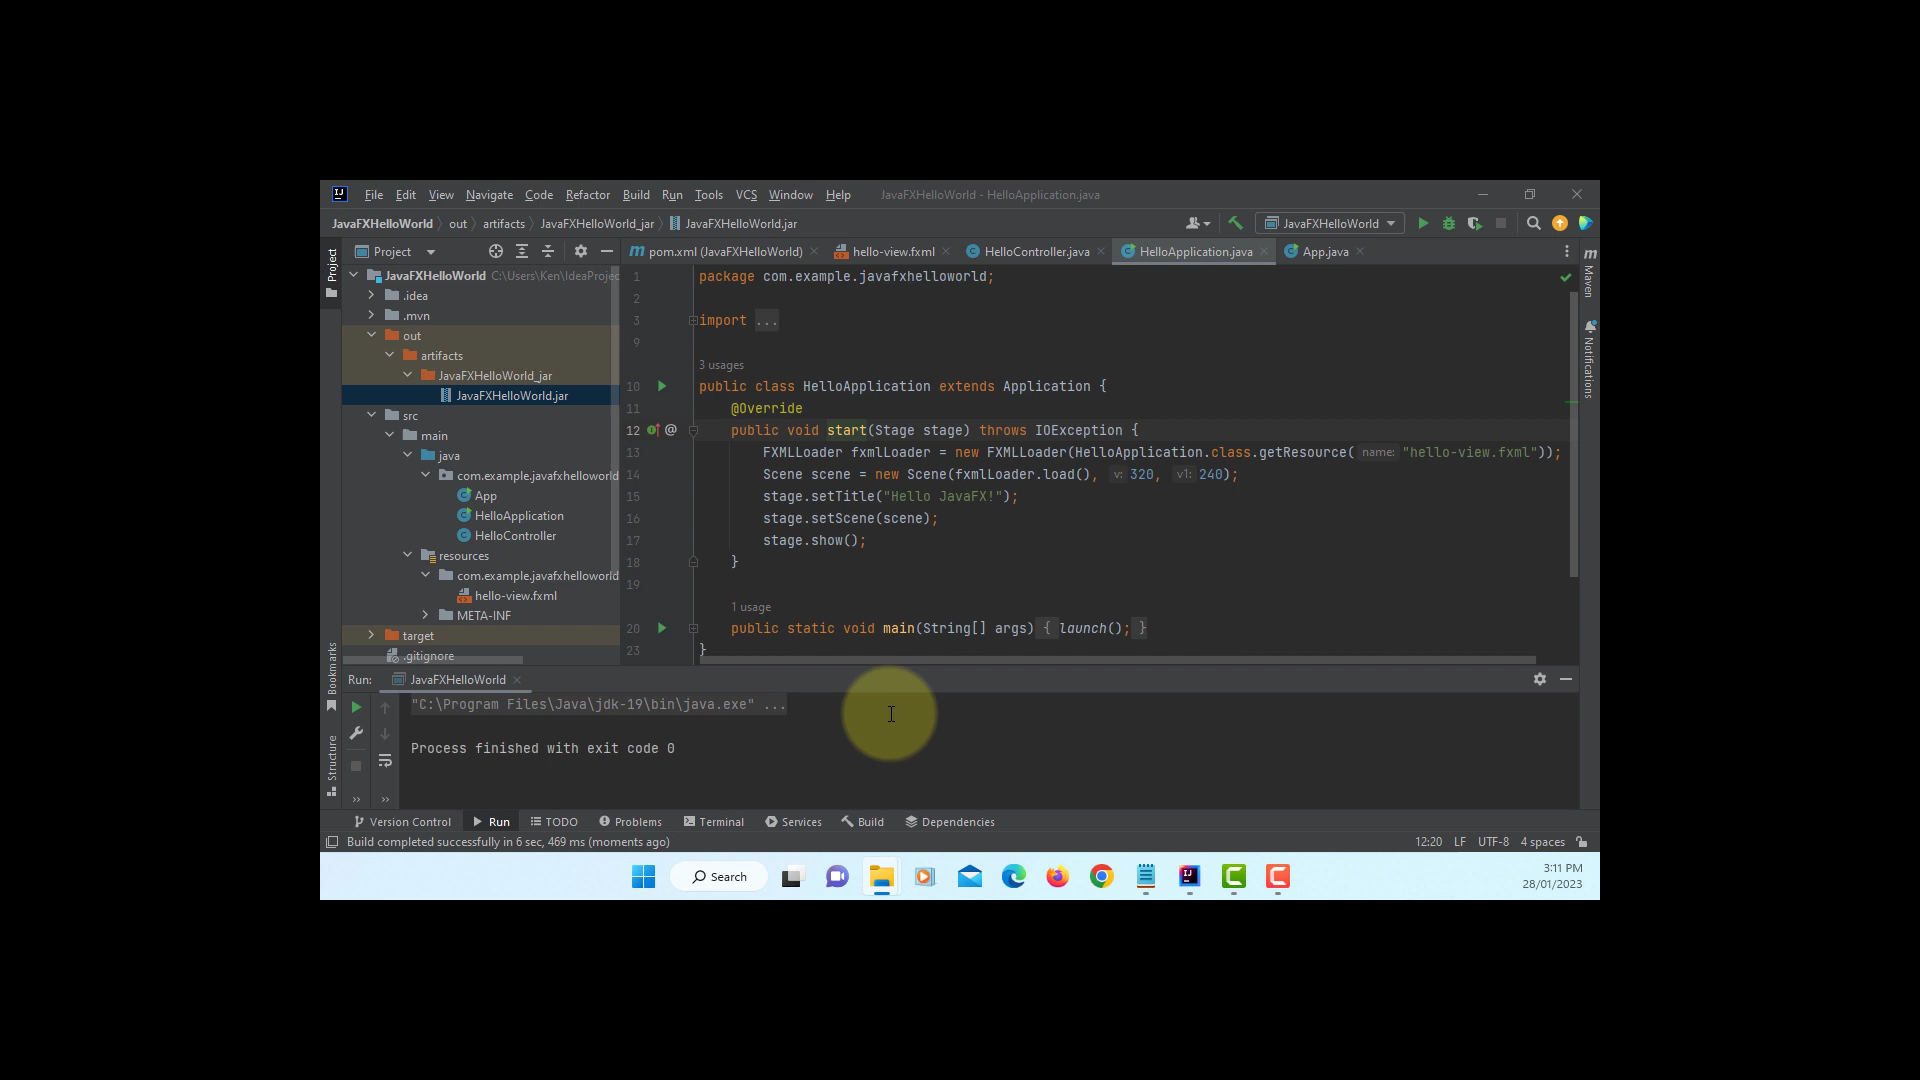 File Edit View Navigate Code Refactor Build Run Tools VCS Window Help JavaFXHelloWorld - HelloApplication.java
JavaFXHelloWorld out artifacts JavaFXHelloWorld_jar JavaFXHelloWorld.jar JavaFXHelloWorld
Project pom.xml (JavaFXHelloWorld) hello-view.fxml HelloController.java HelloApplication.java App.java
Project
Bookmarks
Structure
Maven
Notifications
JavaFXHelloWorld C:\Users\Ken\IdeaProjec
.idea
.mvn
out
artifacts
JavaFXHelloWorld_jar
JavaFXHelloWorld.jar
src
main
java
com.example.javafxhelloworld
App
HelloApplication
HelloController
resources
com.example.javafxhelloworld
hello-view.fxml
META-INF
target
.gitignore
1 package com.example.javafxhelloworld;
2
3 import ...
9
3 usages
10 public class HelloApplication extends Application {
11 @Override
12 public void start(Stage stage) throws IOException {
13 FXMLLoader fxmlLoader = new FXMLLoader(HelloApplication.class.getResource( name: "hello-view.fxml"));
14 Scene scene = new Scene(fxmlLoader.load(), v: 320, v1: 240);
15 stage.setTitle("Hello JavaFX!");
16 stage.setScene(scene);
17 stage.show();
18 }
19
1 usage
20 public static void main(String[] args) { launch(); }
23 }
Run: JavaFXHelloWorld
"C:\Program Files\Java\jdk-19\bin\java.exe" ...
Process finished with exit code 0
Version Control Run TODO Problems Terminal Services Build Dependencies
Build completed successfully in 6 sec, 469 ms (moments ago) 12:20 LF UTF-8 4 spaces
Search
3:11 PM
28/01/2023